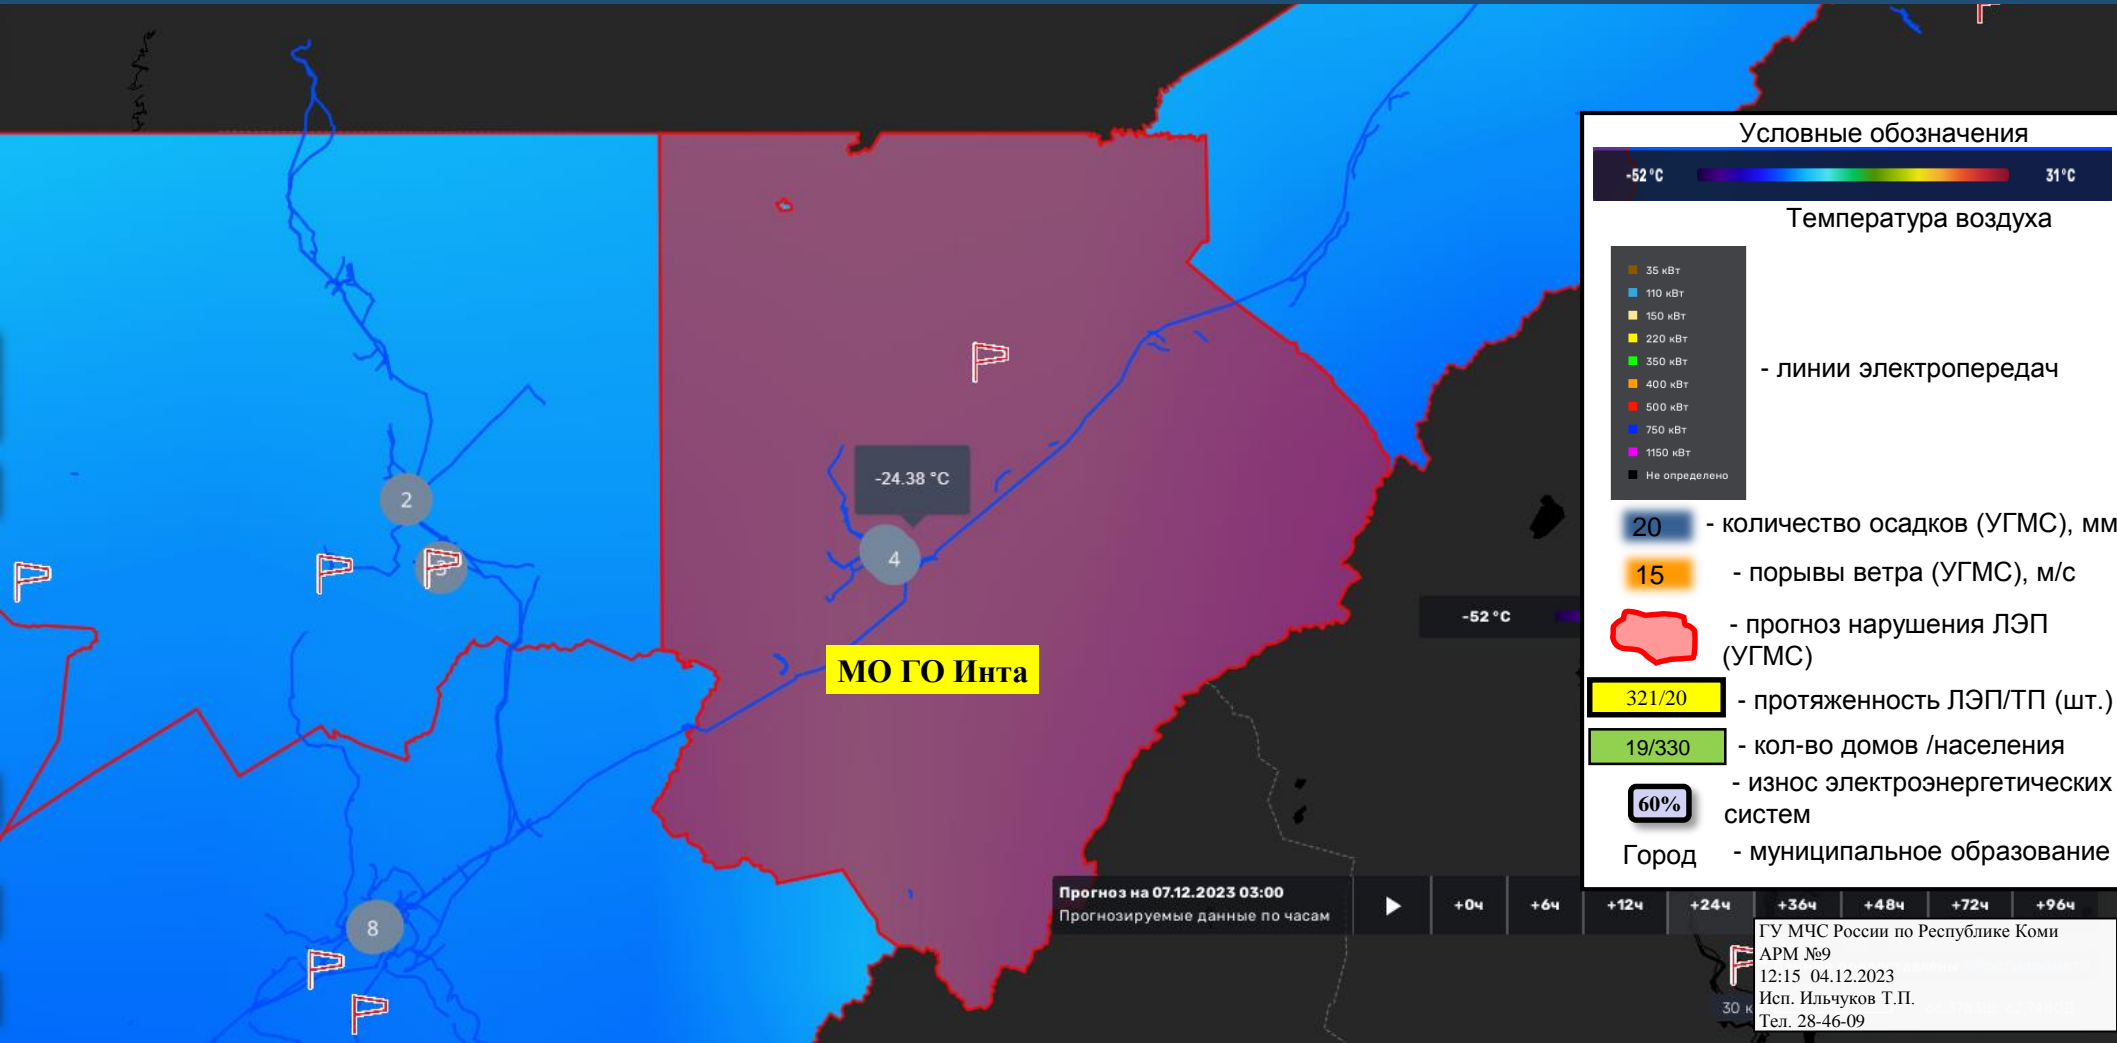 Условные обозначения
-52°C
31°C
Температура воздуха
35 кВт
110 кВт
150 кВт
220 кВт
350 кВт
400 кВт
500 кВт
750 кВт
1150 кВт
Не определено
- линии электропередач
20
- количество осадков (УГМС), мм
15
- порывы ветра (УГМС), м/с
- прогноз нарушения ЛЭП
(УГМС)
321/20
- протяженность ЛЭП/ТП (шт.)
19/330
- кол-во домов /населения
60%
- износ электроэнергетических
систем
Город
- муниципальное образование
-24.38 °C
2
3
4
8
-52°C
МО ГО Инта
Прогноз на 07.12.2023 03:00
Прогнозируемые данные по часам
+0ч
+6ч
+12ч
+24ч
+36ч
+48ч
+72ч
+96ч
30 к
ГУ МЧС России по Республике Коми
АРМ №9
12:15 04.12.2023
Исп. Ильчуков Т.П.
Тел. 28-46-09